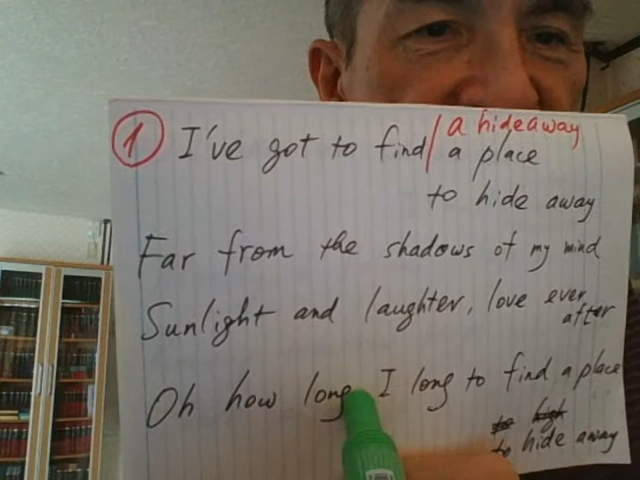 1 I've got to find / a hideaway
a place
to hide away
Far from the shadows of my mind
Sunlight and laughter, love ever
after
Oh how long I long to find a place
to
to hide away